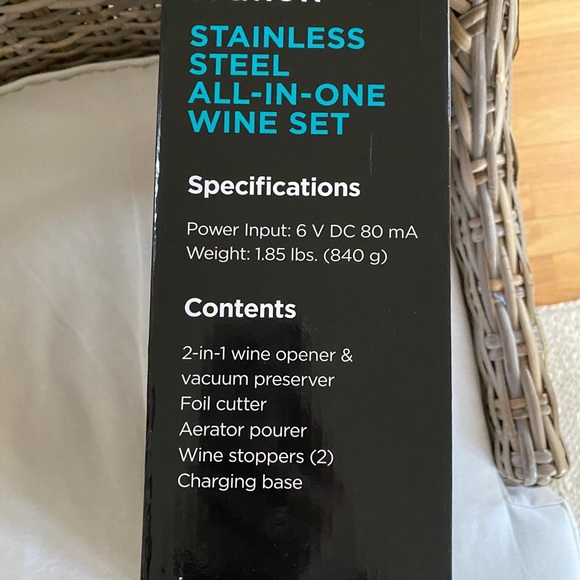 STAINLESS
STEEL
ALL-IN-ONE
WINE SET
Specifications
Power Input: 6 V DC 80 mA
Weight: 1.85 lbs. (840 g)
Contents
2-in-1 wine opener &
vacuum preserver
Foil cutter
Aerator pourer
Wine stoppers (2)
Charging base